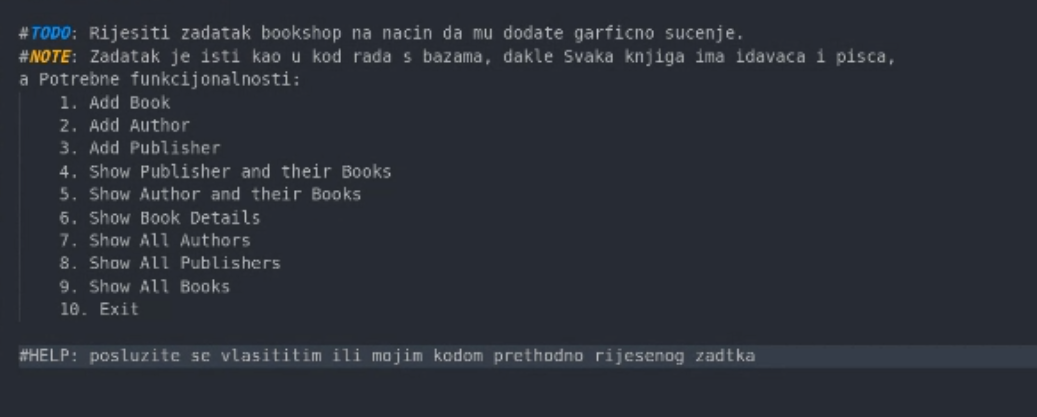 #TODO: Rijesiti zadatak bookshop na nacin da mu dodate garficno sucenje.
#NOTE: Zadatak je isti kao u kod rada s bazama, dakle Svaka knjiga ima idavaca i pisca,
a Potrebne funkcijonalnosti:
1. Add Book
2. Add Author
3. Add Publisher
4. Show Publisher and their Books
5. Show Author and their Books
6. Show Book Details
7. Show All Authors
8. Show All Publishers
9. Show All Books
10. Exit
#HELP: posluzite se vlasititim ili mojim kodom prethodno rijesenog zadtka